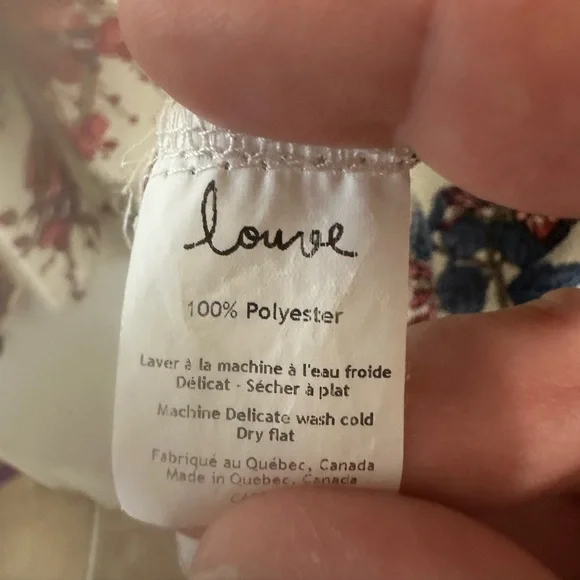 louve
100% Polyester
Laver à la machine à l'eau froide
Délicat - Sécher à plat
Machine Delicate wash cold
Dry flat
Fabriqué au Québec, Canada
Made in Quebec, Canada